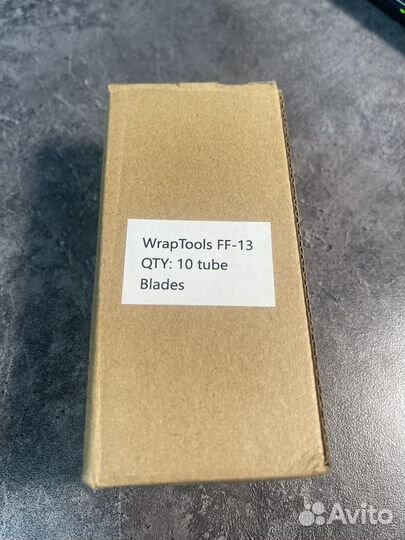 WrapTools FF-13
QTY: 10 tube
Blades
Avito